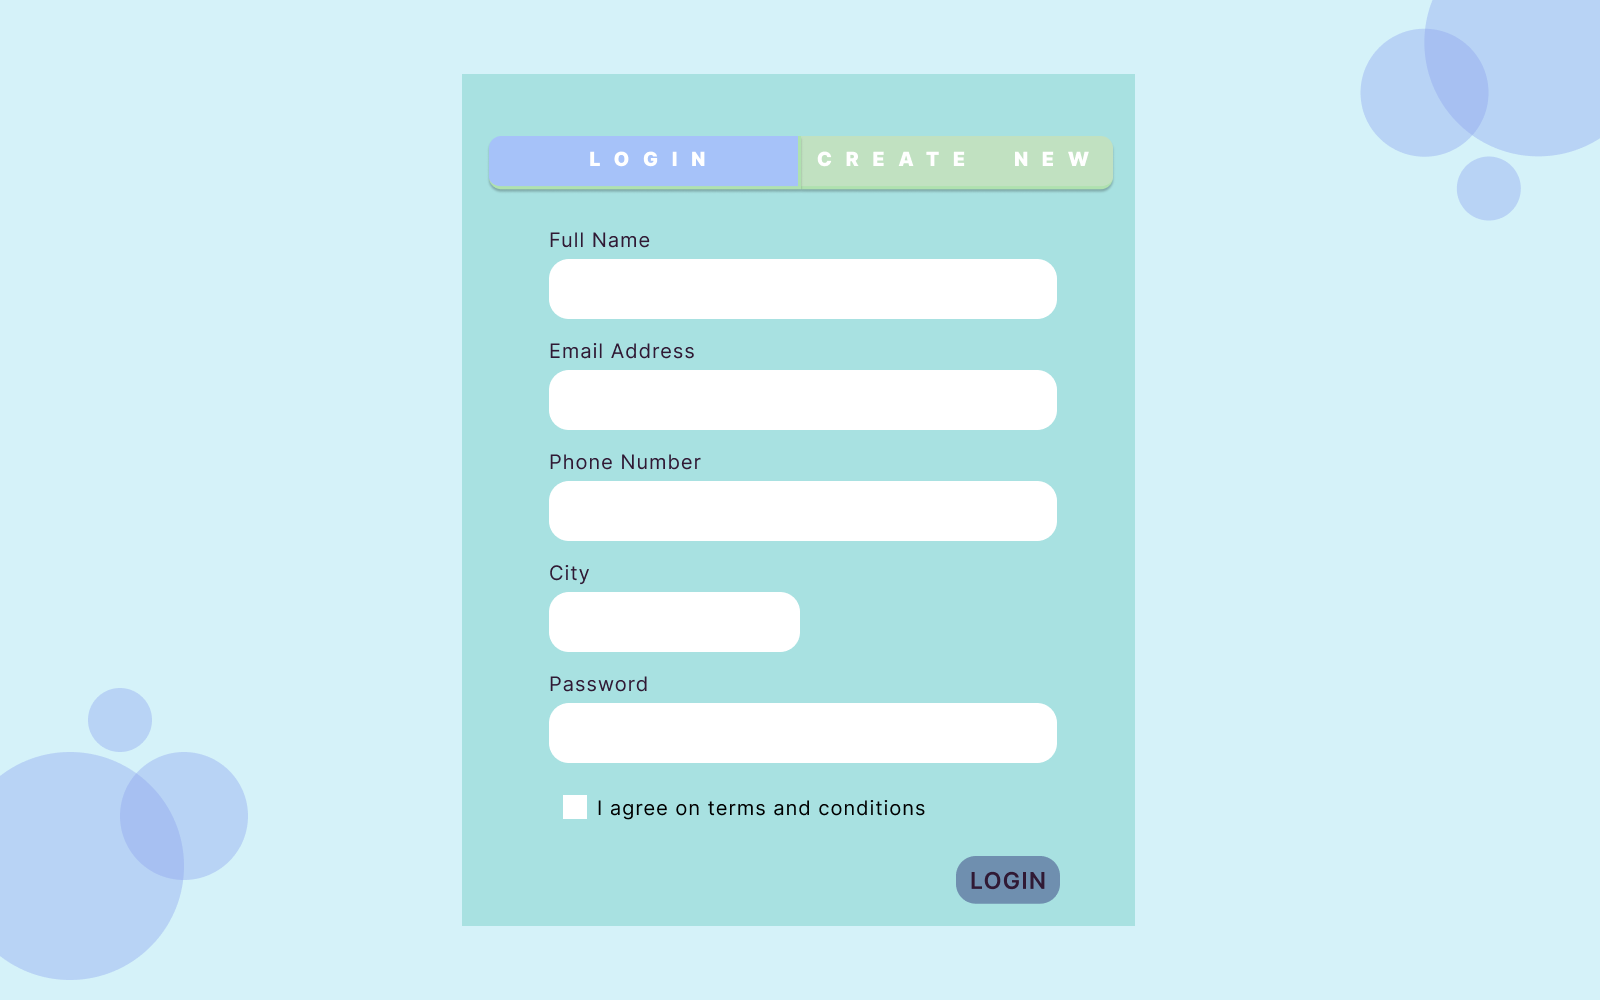 LOGIN CREATE NEW
Full Name
Email Address
Phone Number
City
Password
I agree on terms and conditions
LOGIN